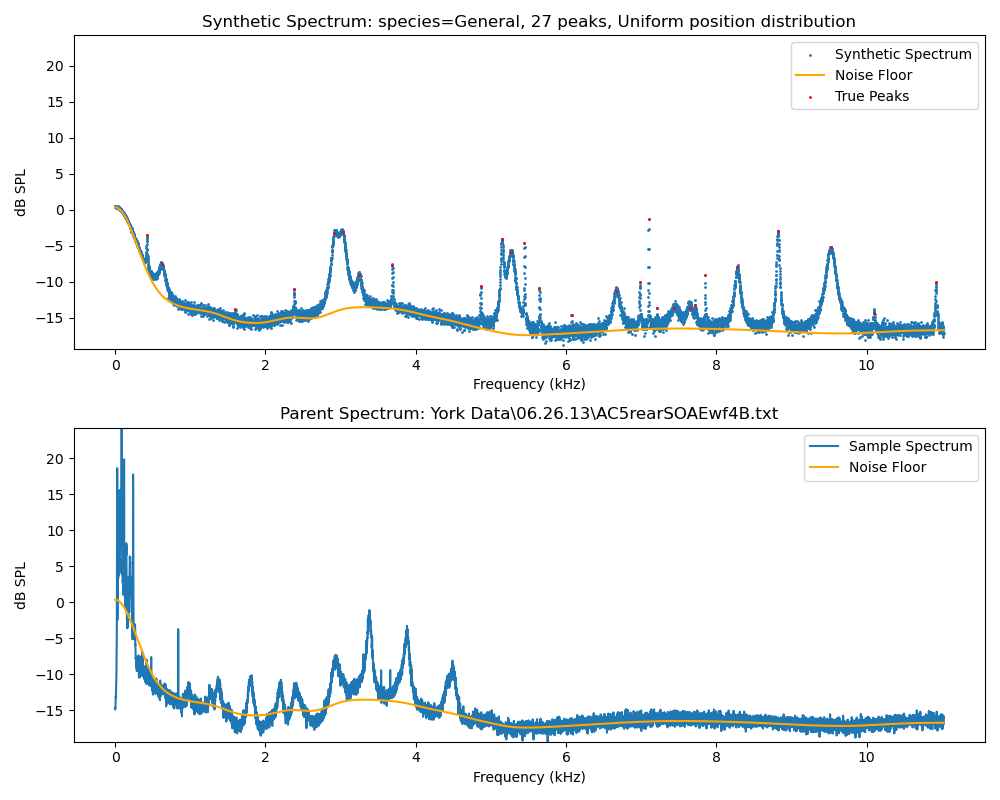 Synthetic Spectrum: species=General, 27 peaks, Uniform position distribution
dB SPL
20
15
10
5
0
−5
−10
−15
Synthetic Spectrum
Noise Floor
True Peaks
0 2 4 6 8 10
Frequency (kHz)
Parent Spectrum: York Data\06.26.13\AC5rearSOAEwf4B.txt
dB SPL
20
15
10
5
0
−5
−10
−15
Sample Spectrum
Noise Floor
0 2 4 6 8 10
Frequency (kHz)